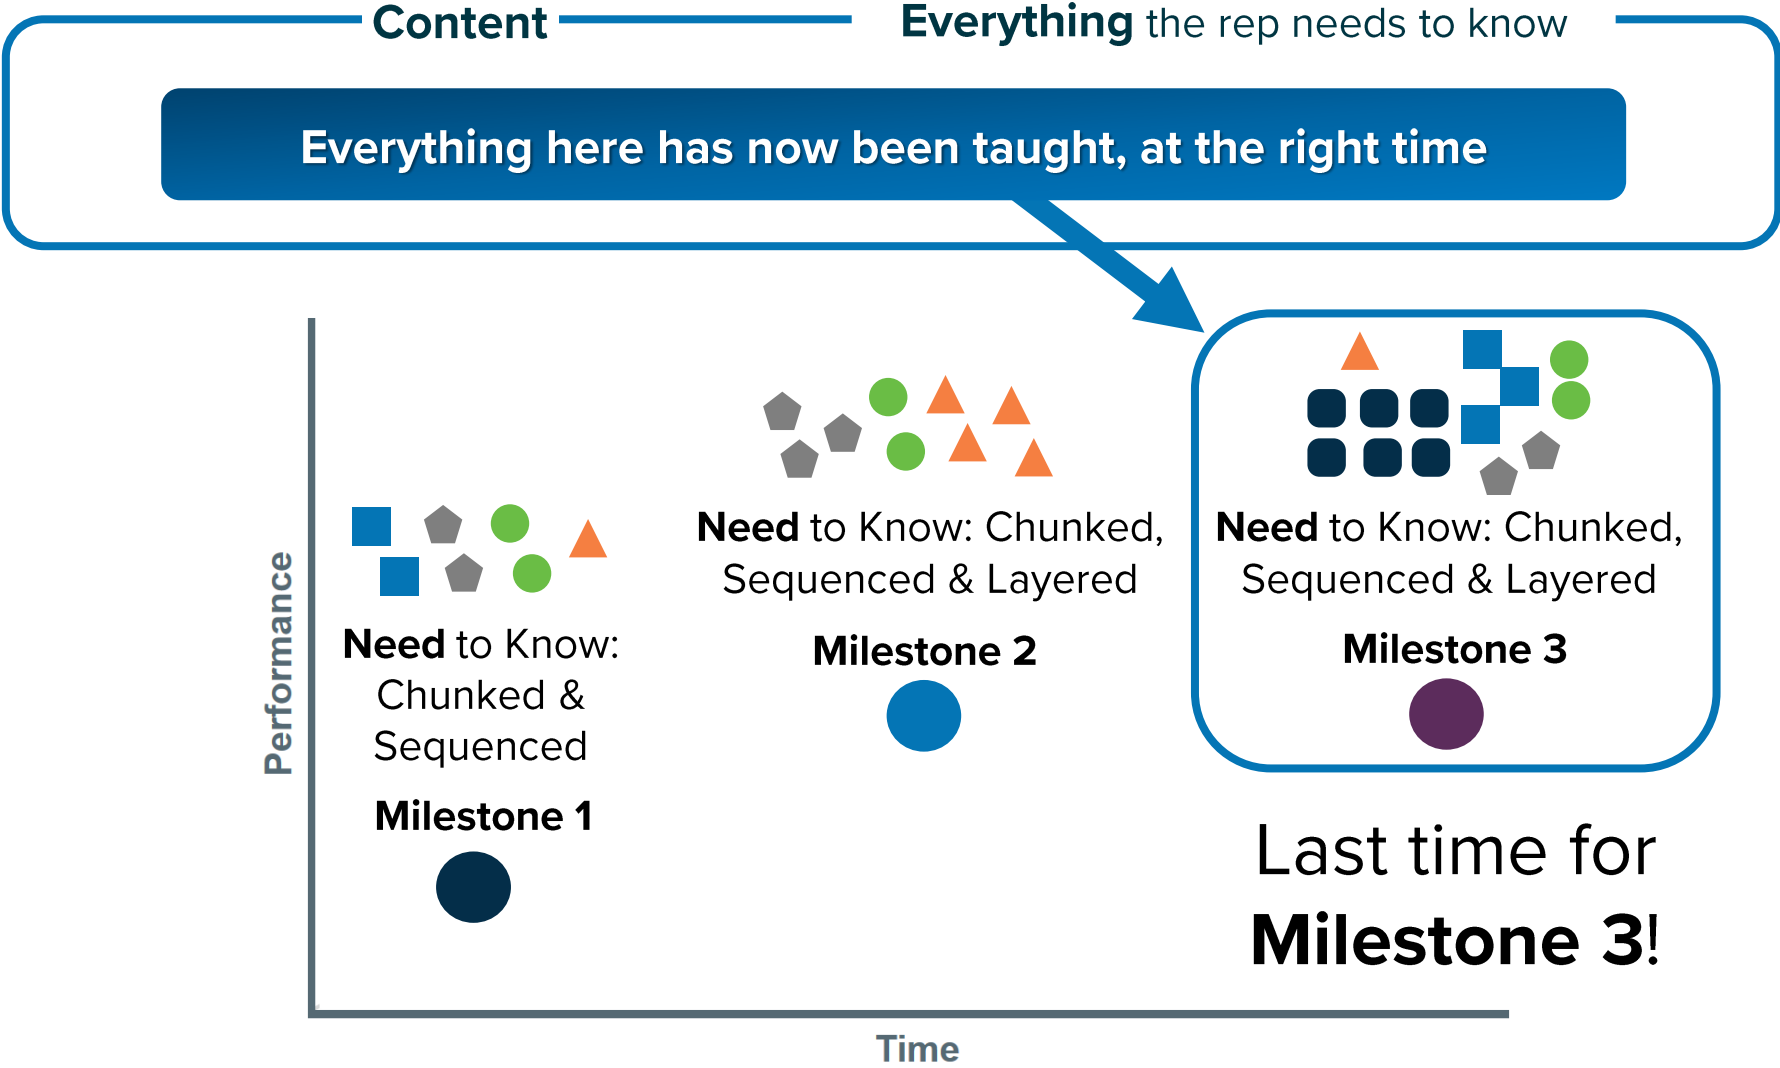 Content
Everything the rep needs to know
Everything here has now been taught, at the right time
Performance
Need to Know:
Chunked &
Sequenced
Milestone 1
Need to Know: Chunked,
Sequenced & Layered
Milestone 2
Need to Know: Chunked,
Sequenced & Layered
Milestone 3
Last time for
Milestone 3!
Time